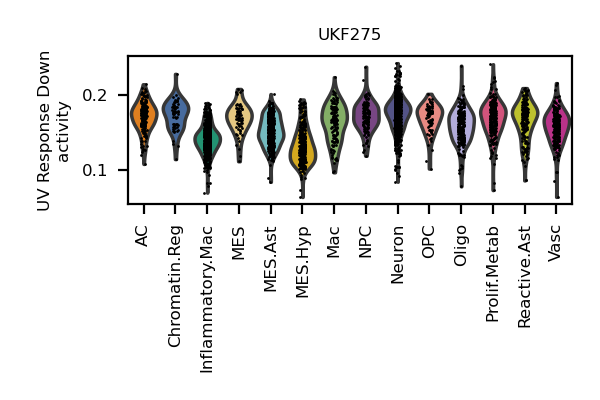 UKF275
UV Response Down
activity
0.2
0.1
AC
Chromatin.Reg
Inflammatory.Mac
MES
MES.Ast
MES.Hyp
Mac
NPC
Neuron
OPC
Oligo
Prolif.Metab
Reactive.Ast
Vasc